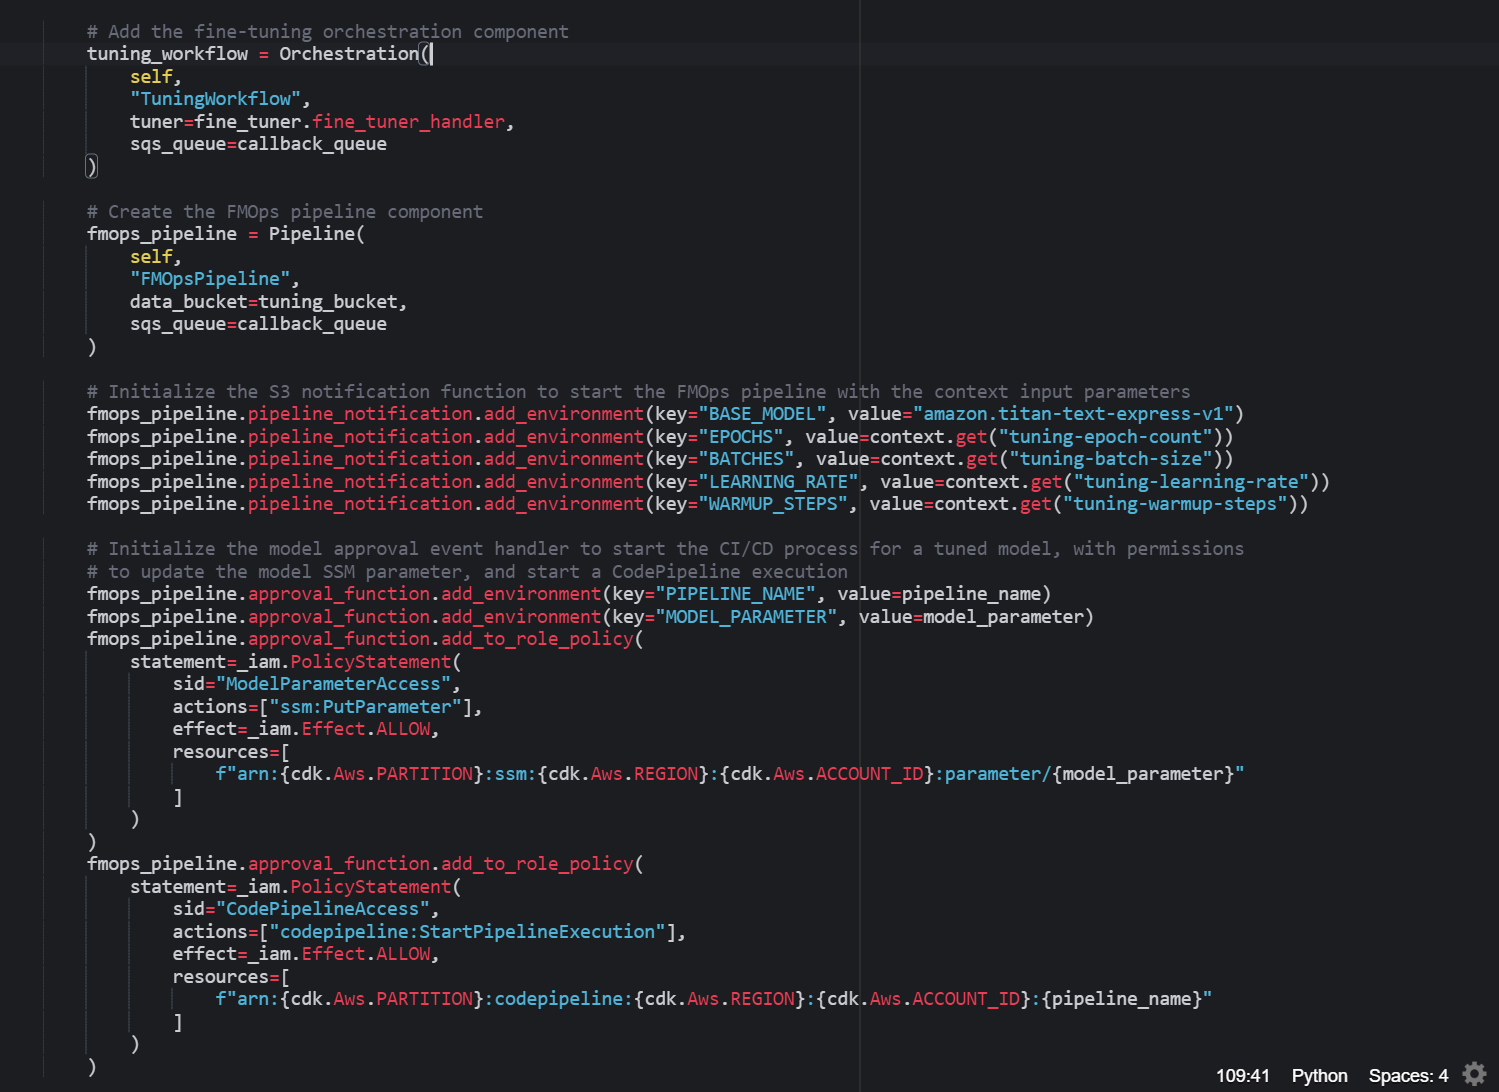 # Add the fine-tuning orchestration component
tuning_workflow = Orchestration(
self,
"TuningWorkflow",
tuner=fine_tuner.fine_tuner_handler,
sqs_queue=callback_queue
)
# Create the FMOps pipeline component
fmops_pipeline = Pipeline(
self,
"FMOpsPipeline",
data_bucket=tuning_bucket,
sqs_queue=callback_queue
)
# Initialize the S3 notification function to start the FMOps pipeline with the context input parameters
fmops_pipeline.pipeline_notification.add_environment(key="BASE_MODEL", value="amazon.titan-text-express-v1")
fmops_pipeline.pipeline_notification.add_environment(key="EPOCHS", value=context.get("tuning-epoch-count"))
fmops_pipeline.pipeline_notification.add_environment(key="BATCHES", value=context.get("tuning-batch-size"))
fmops_pipeline.pipeline_notification.add_environment(key="LEARNING_RATE", value=context.get("tuning-learning-rate"))
fmops_pipeline.pipeline_notification.add_environment(key="WARMUP_STEPS", value=context.get("tuning-warmup-steps"))
# Initialize the model approval event handler to start the CI/CD process for a tuned model, with permissions
# to update the model SSM parameter, and start a CodePipeline execution
fmops_pipeline.approval_function.add_environment(key="PIPELINE_NAME", value=pipeline_name)
fmops_pipeline.approval_function.add_environment(key="MODEL_PARAMETER", value=model_parameter)
fmops_pipeline.approval_function.add_to_role_policy(
statement=_iam.PolicyStatement(
sid="ModelParameterAccess",
actions=["ssm:PutParameter"],
effect=_iam.Effect.ALLOW,
resources=[
f"arn:{cdk.Aws.PARTITION}:ssm:{cdk.Aws.REGION}:{cdk.Aws.ACCOUNT_ID}:parameter/{model_parameter}"
]
)
)
fmops_pipeline.approval_function.add_to_role_policy(
statement=_iam.PolicyStatement(
sid="CodePipelineAccess",
actions=["codepipeline:StartPipelineExecution"],
effect=_iam.Effect.ALLOW,
resources=[
f"arn:{cdk.Aws.PARTITION}:codepipeline:{cdk.Aws.REGION}:{cdk.Aws.ACCOUNT_ID}:{pipeline_name}"
]
)
)
109:41 Python Spaces: 4